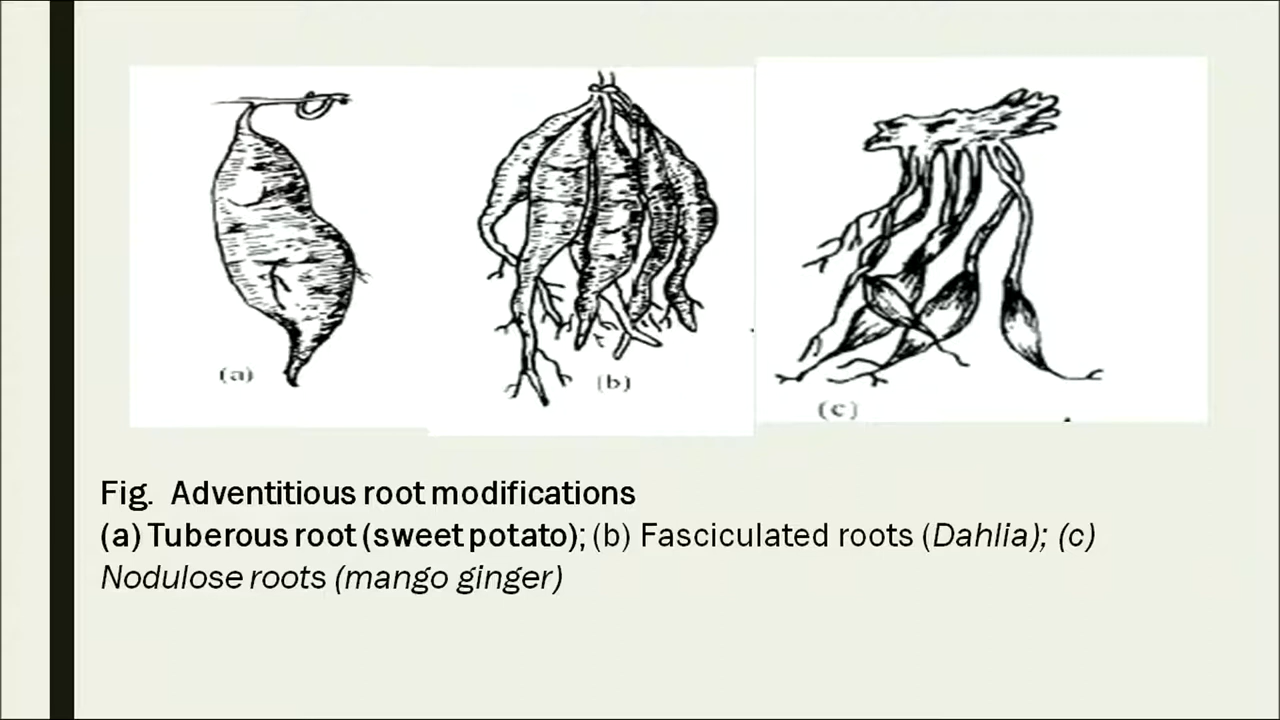 (a)
(b)
(c)
Fig. Adventitious root modifications
(a) Tuberous root (sweet potato); (b) Fasciculated roots (Dahlia); (c)
Nodulose roots (mango ginger)